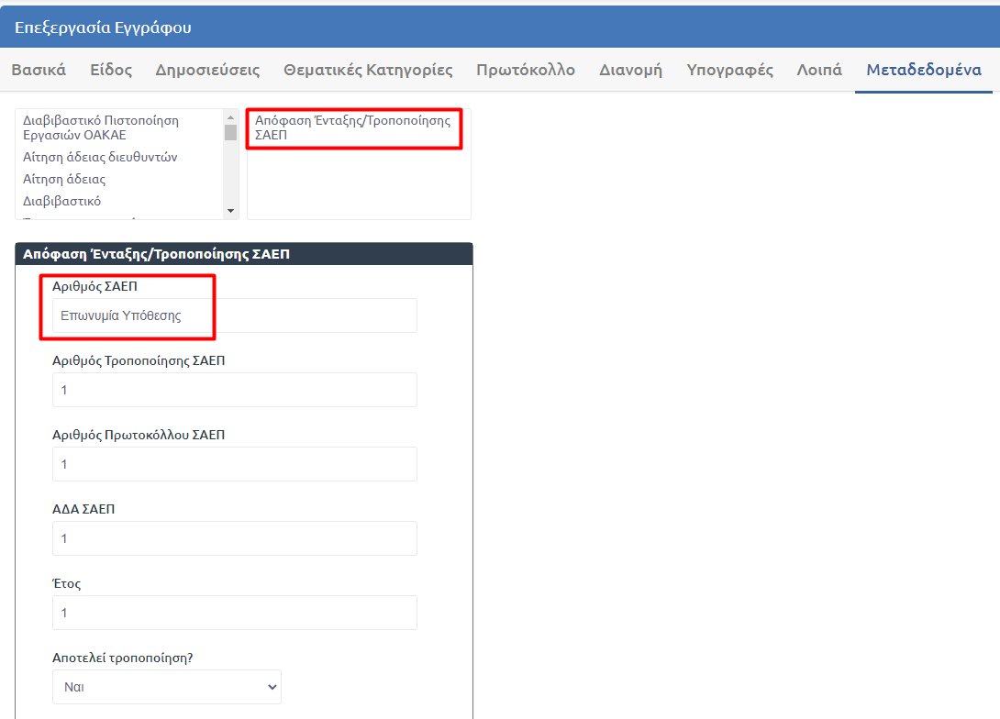 Επεξεργασία Εγγράφου
Βασικά Είδος Δημοσιεύσεις Θεματικές Κατηγορίες Πρωτόκολλο Διανομή Υπογραφές Λοιπά Μεταδεδομένα
Διαβιβαστικό Πιστοποίηση
Εργασιών ΟΑΚΑΕ
Αίτηση άδειας διευθυντών
Αίτηση άδειας
Διαβιβαστικό
Απόφαση Ένταξης/Τροποποίησης
ΣΑΕΠ
Απόφαση Ένταξης/Τροποποίησης ΣΑΕΠ
Αριθμός ΣΑΕΠ
Επωνυμία Υπόθεσης
Αριθμός Τροποποίησης ΣΑΕΠ
1
Αριθμός Πρωτοκόλλου ΣΑΕΠ
1
ΑΔΑ ΣΑΕΠ
1
Έτος
1
Αποτελεί τροποποίηση?
Ναι